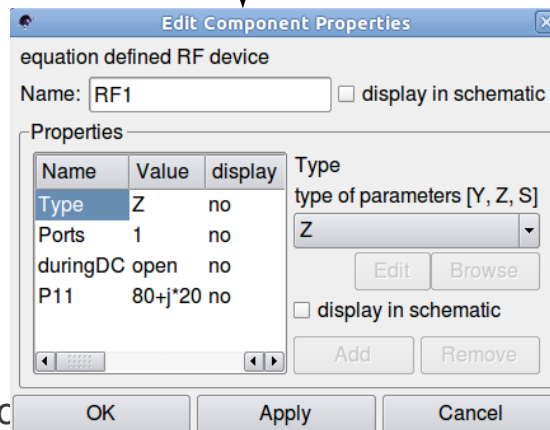 Edit Component Properties
equation defined RF device
Name: RF1 display in schematic
Properties
Name Value display
Type Z no
Ports 1 no
duringDC open no
P11 80+j*20 no
Type
type of parameters [Y, Z, S]
Z
Edit Browse
display in schematic
Add Remove
OK Apply Cancel